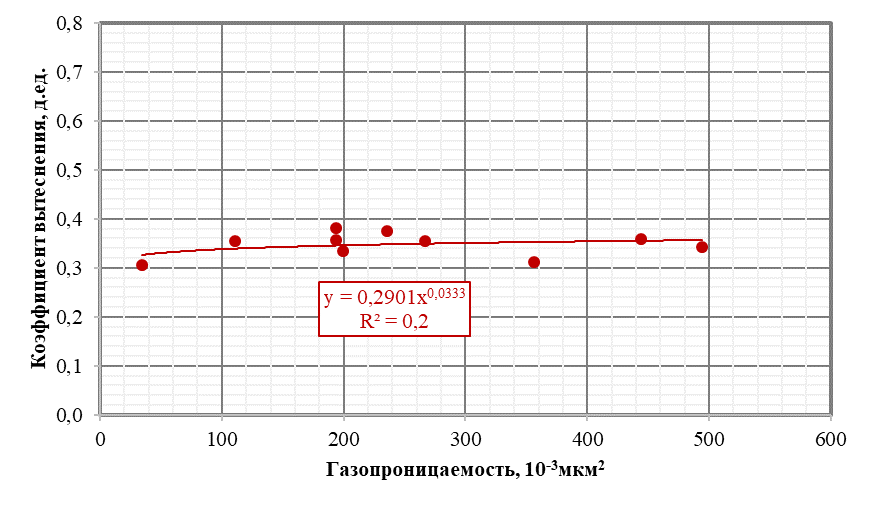 0,8
0,7
0,6
0,5
0,4
0,3
0,2
0,1
0,0
Коэффициент вытеснения, д.ед.
y = 0,2901x^0,0333
R² = 0,2
0 100 200 300 400 500 600
Газопроницаемость, 10⁻³мкм²